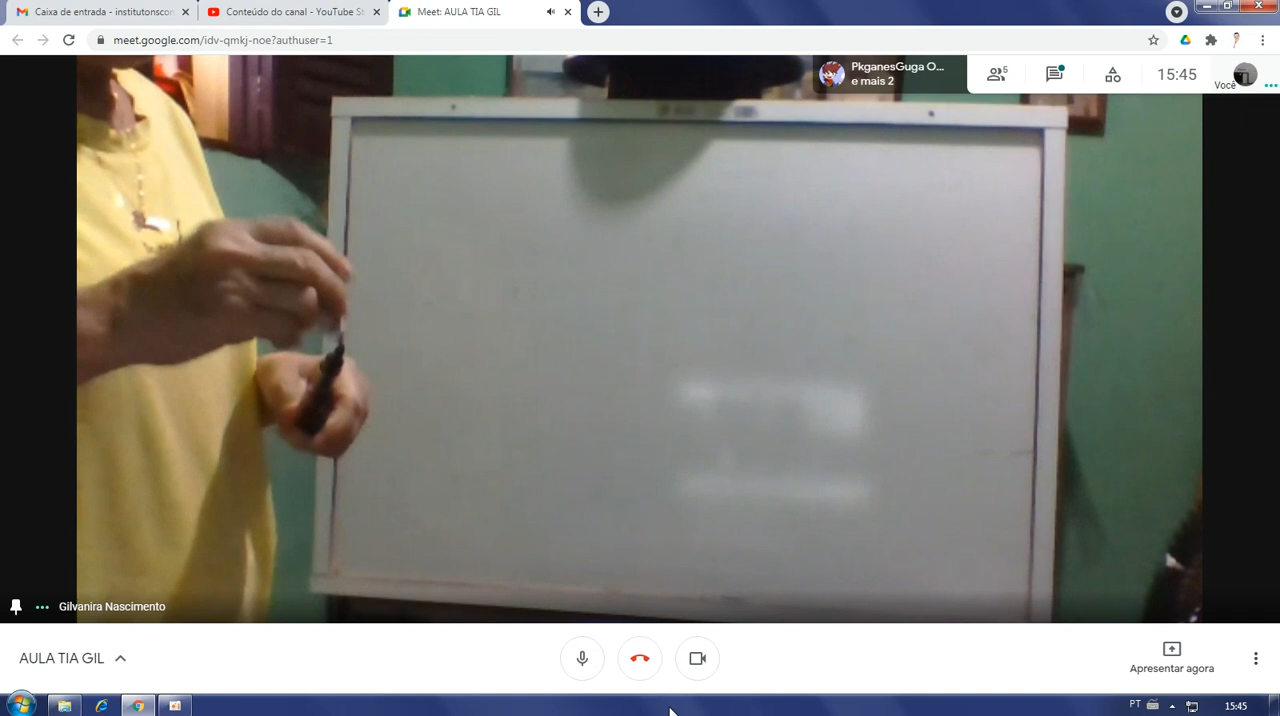 Caixa de entrada - institutonscon
Conteúdo do canal - YouTube St
Meet: AULA TIA GIL
meet.google.com/idv-qmkj-noe?authuser=1
PkganesGuga O...
e mais 2
5
15:45
Você
Gilvanira Nascimento
AULA TIA GIL
Apresentar agora
PT
15:45